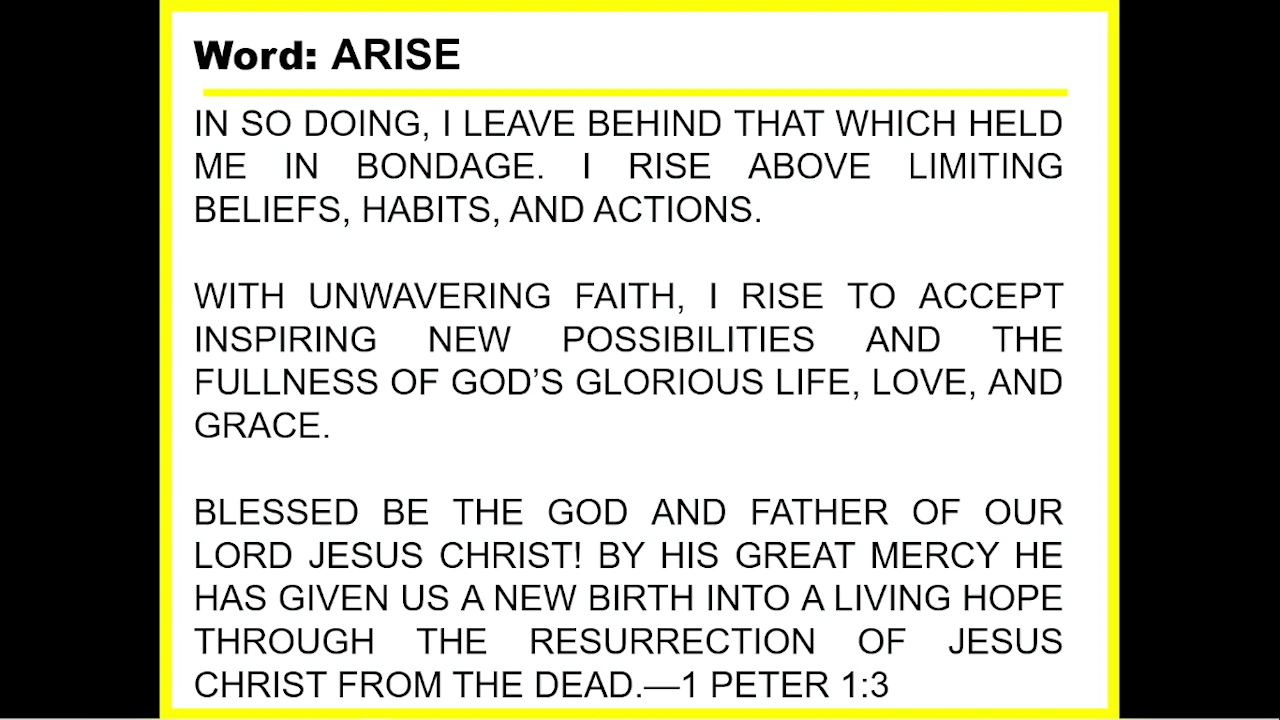 Word: ARISE
IN SO DOING, I LEAVE BEHIND THAT WHICH HELD
ME IN BONDAGE. I RISE ABOVE LIMITING
BELIEFS, HABITS, AND ACTIONS.
WITH UNWAVERING FAITH, I RISE TO ACCEPT
INSPIRING NEW POSSIBILITIES AND THE
FULLNESS OF GOD’S GLORIOUS LIFE, LOVE, AND
GRACE.
BLESSED BE THE GOD AND FATHER OF OUR
LORD JESUS CHRIST! BY HIS GREAT MERCY HE
HAS GIVEN US A NEW BIRTH INTO A LIVING HOPE
THROUGH THE RESURRECTION OF JESUS
CHRIST FROM THE DEAD.—1 PETER 1:3